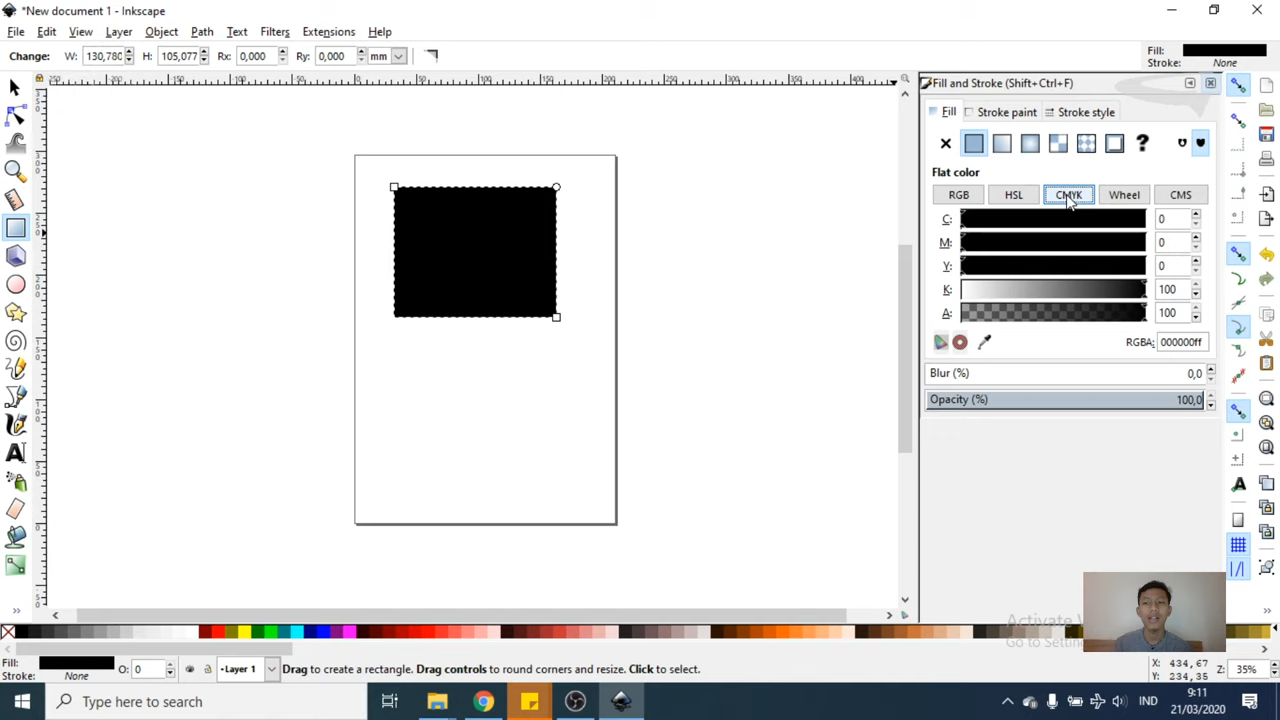 *New document 1 - Inkscape
File Edit View Layer Object Path Text Filters Extensions Help
Change: W: 130,780 H: 105,077 Rx: 0,000 Ry: 0,000 mm
Fill:
Stroke: None
Fill and Stroke (Shift+Ctrl+F)
Fill Stroke paint Stroke style
Flat color
RGB HSL CMYK Wheel CMS
C: 0
M: 0
Y: 0
K: 100
A: 100
RGBA: 000000ff
Blur (%) 0,0
Opacity (%) 100,0
Activate
Go to Setting
Fill:
Stroke: None
O: 0
•Layer 1
Drag to create a rectangle. Drag controls to round corners and resize. Click to select.
X: 434,67
Y: 234,35
Z: 35%
Type here to search
IND
9:11
21/03/2020